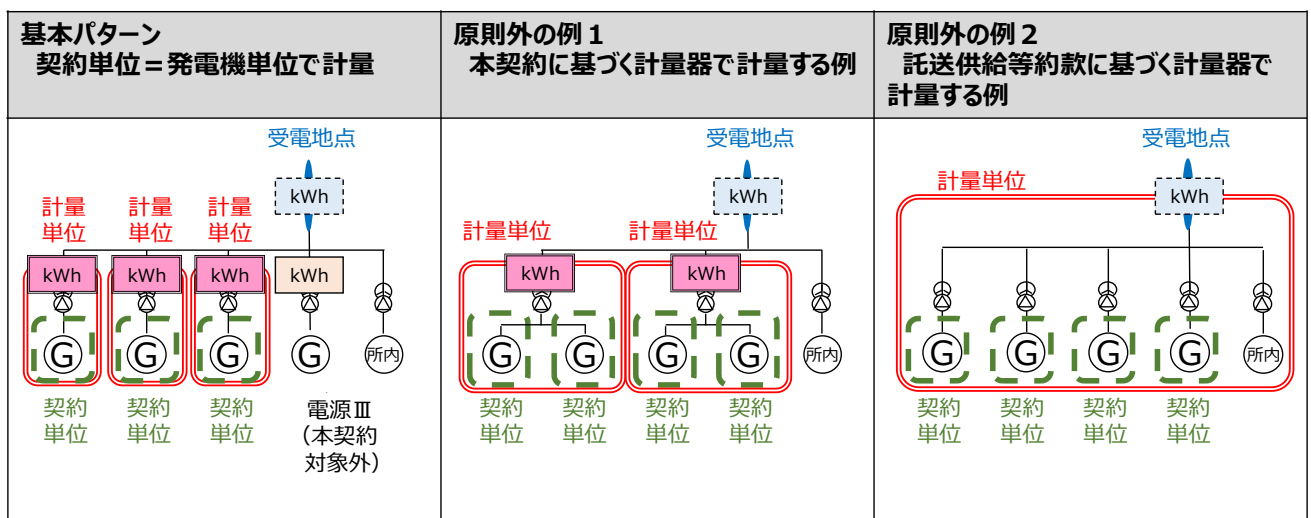 基本パターン
契約単位＝発電機単位で計量
受電地点
kWh
計量
単位
計量
単位
計量
単位
kWh
kWh
kWh
kWh
G
G
G
G
所内
契約
単位
契約
単位
契約
単位
電源Ⅲ
（本契約
対象外）
原則外の例１
本契約に基づく計量器で計量する例
受電地点
kWh
計量単位
計量単位
kWh
kWh
G
G
G
G
所内
契約
単位
契約
単位
契約
単位
契約
単位
原則外の例２
託送供給等約款に基づく計量器で
計量する例
受電地点
計量単位
kWh
G
G
G
G
所内
契約
単位
契約
単位
契約
単位
契約
単位